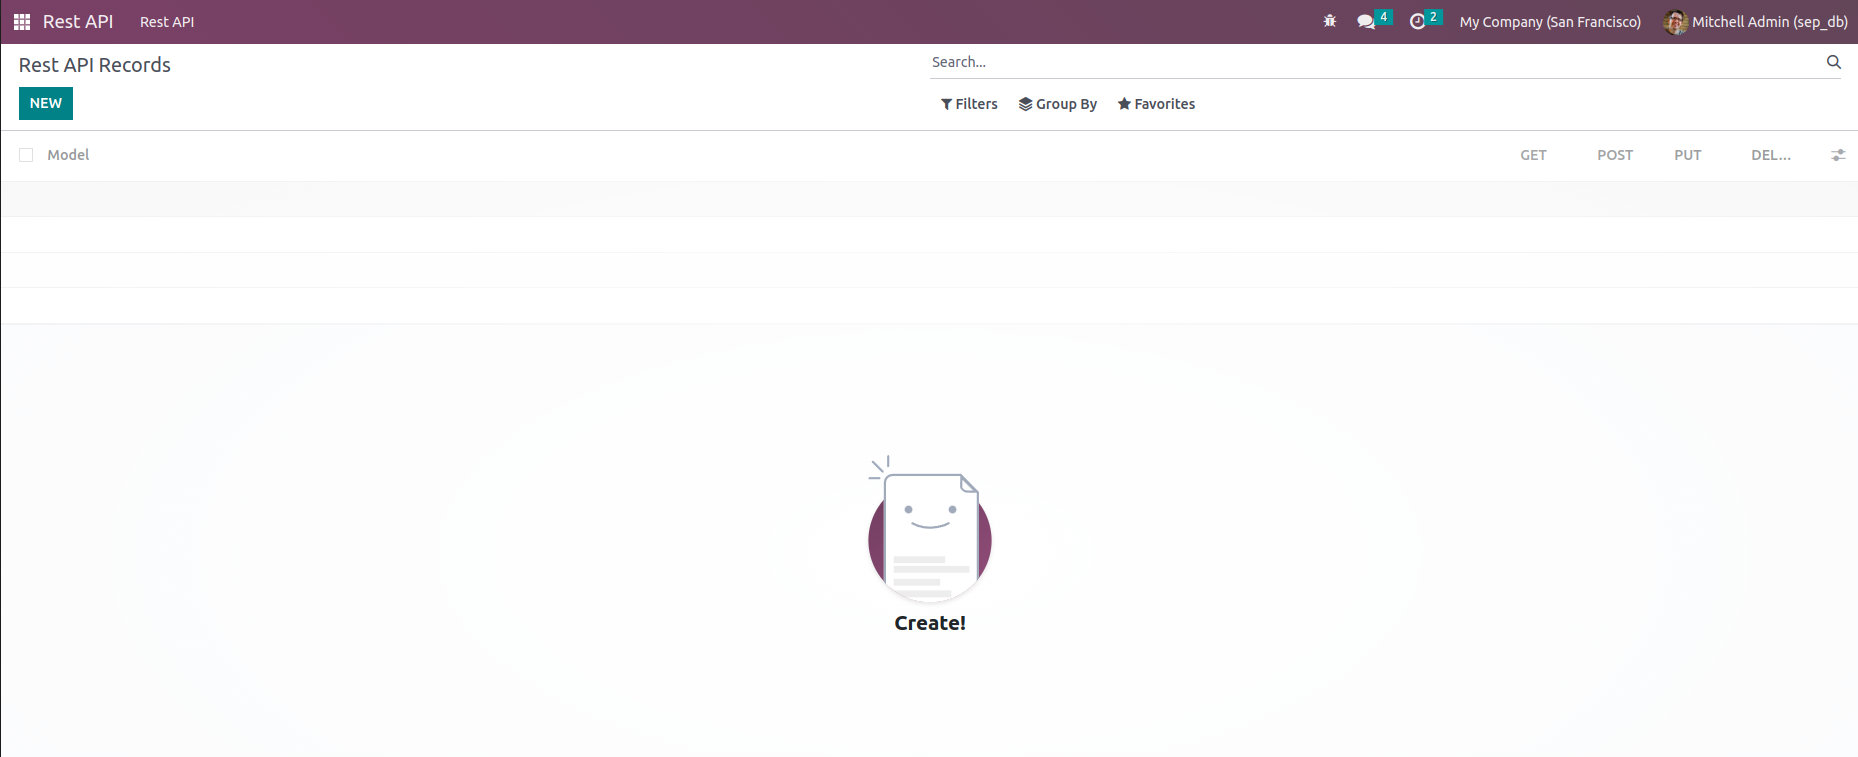 Rest API Rest API 4 2 My Company (San Francisco) Mitchell Admin (sep_db)
Rest API Records Search...
NEW Filters Group By Favorites
Model GET POST PUT DEL...
Create!